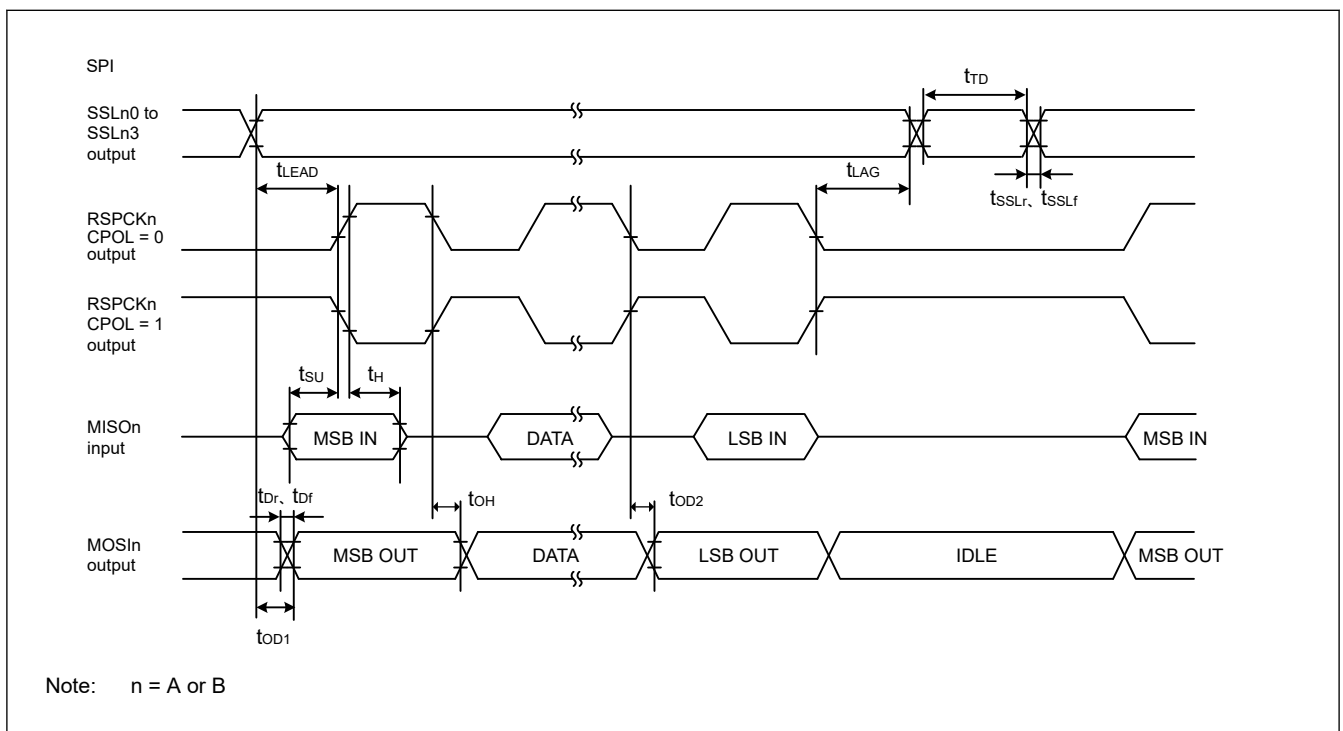 SPI
SSLn0 to
SSLn3
output
tTD
tLEAD
tLAG
tSSLr、tSSLf
RSPCKn
CPOL = 0
output
RSPCKn
CPOL = 1
output
tSU
tH
MISOn
input
MSB IN
DATA
LSB IN
MSB IN
tDr、tDf
tOH
tOD2
MOSIn
output
MSB OUT
DATA
LSB OUT
IDLE
MSB OUT
tOD1
Note: n = A or B